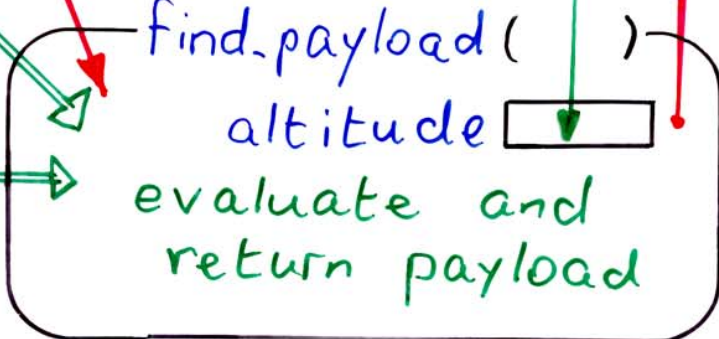 find_payload( )
altitude
evaluate and
return payload